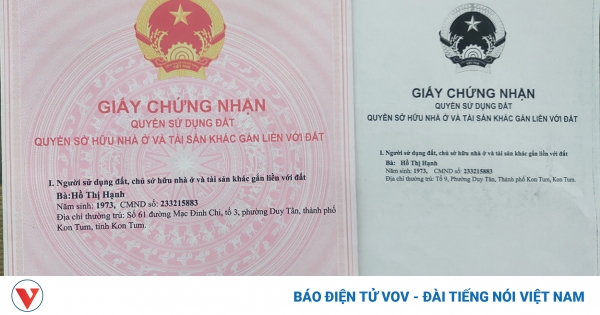 GIẤY CHỨNG NHẬN
QUYỀN SỬ DỤNG ĐẤT
QUYỀN SỞ HỮU NHÀ Ở VÀ TÀI SẢN KHÁC GẮN LIỀN VỚI ĐẤT
I. Người sử dụng đất, chủ sở hữu nhà ở và tài sản khác gắn liền với đất
Bà:Hồ Thị Hạnh
Năm sinh: 1973, CMND số: 233215883
Địa chỉ thường trú: Số 61 đường Mạc Đỉnh Chi, tổ 3, phường Duy Tân, thành phố
Kon Tum, tỉnh Kon Tum.
GIẤY CHỨNG NHẬN
QUYỀN SỬ DỤNG ĐẤT
QUYỀN SỞ HỮU NHÀ Ở VÀ TÀI SẢN KHÁC GẮN LIỀN VỚI ĐẤT
I. Người sử dụng đất, chủ sở hữu nhà ở và tài sản khác gắn liền với đất
Bà: Hồ Thị Hạnh
Năm sinh: 1973, CMND số: 233215883
Địa chỉ thường trú: Tổ 9, Phường Duy Tân, Thành phố Kon Tum, Kon Tum.
BÁO ĐIỆN TỬ VOV - ĐÀI TIẾNG NÓI VIỆT NAM